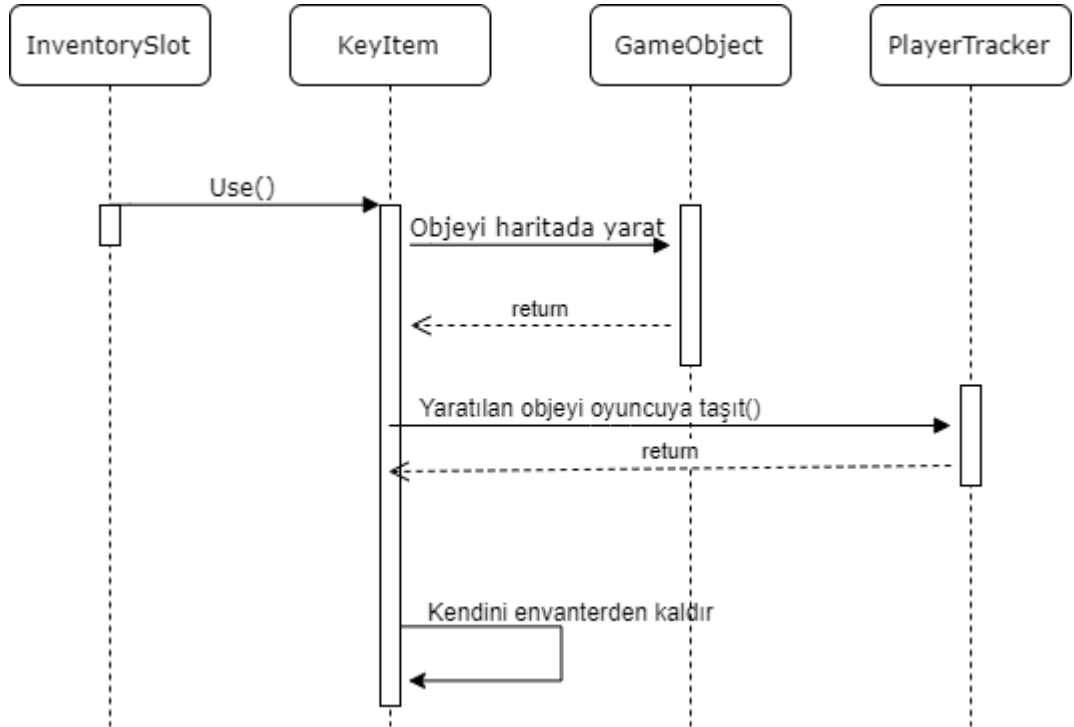 InventorySlot
KeyItem
GameObject
PlayerTracker
Use()
Objeyi haritada yarat
return
Yaratılan objeyi oyuncuya taşıt()
return
Kendini envanterden kaldır